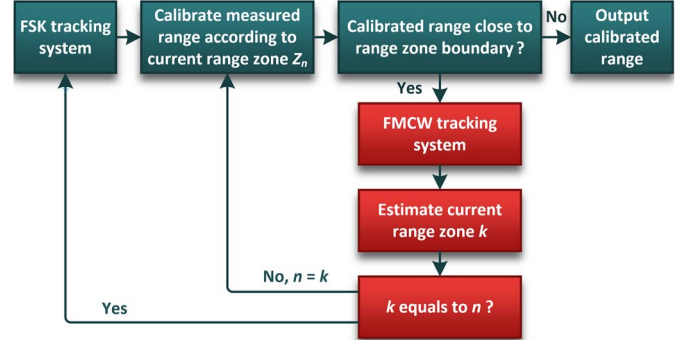 FSK tracking
system
Calibrate measured
range according to
current range zone Zn
Calibrated range close to
range zone boundary ?
No
Output
calibrated
range
Yes
FMCW tracking
system
Estimate current
range zone k
No, n = k
k equals to n ?
Yes